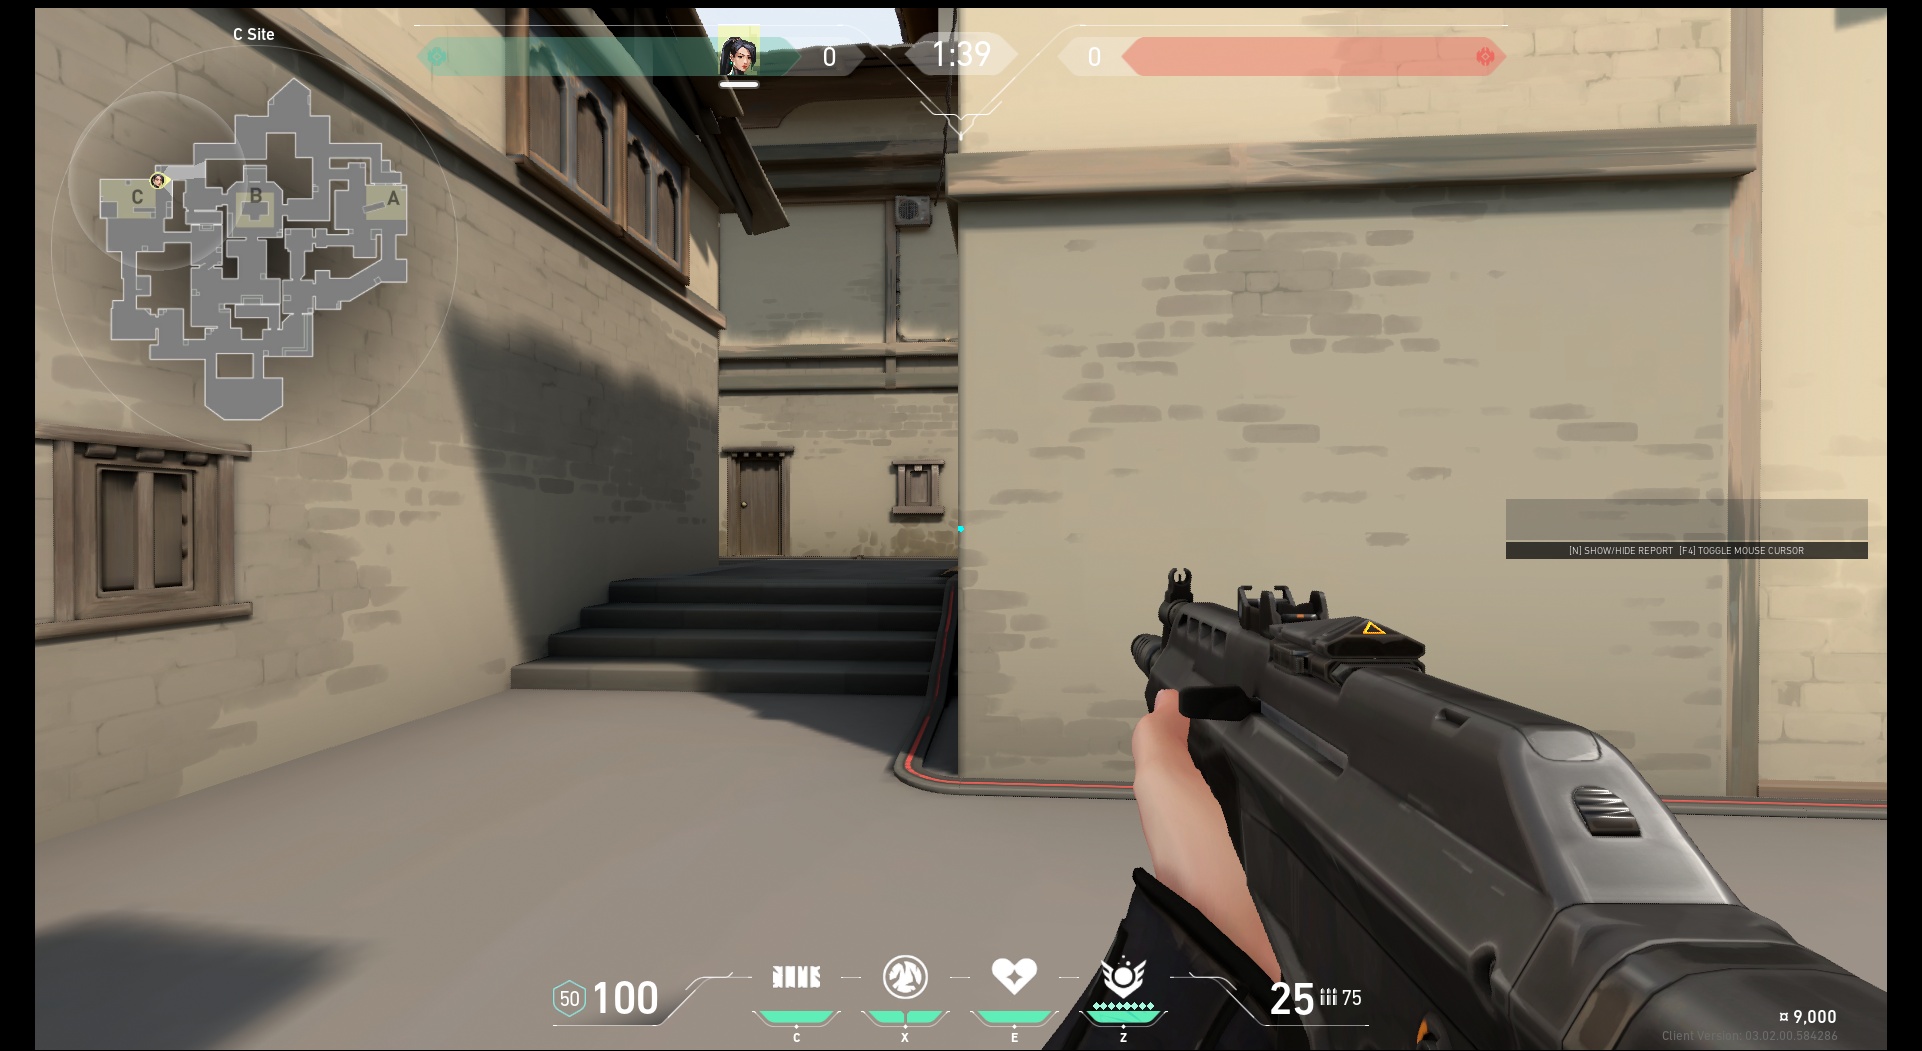 C Site
0
1:39
0
C
B
A
[N] SHOW/HIDE REPORT [F4] TOGGLE MOUSE CURSOR
50
100
25
75
C
X
E
Z
¤ 9,000
Client Version: 03.02.00.584286